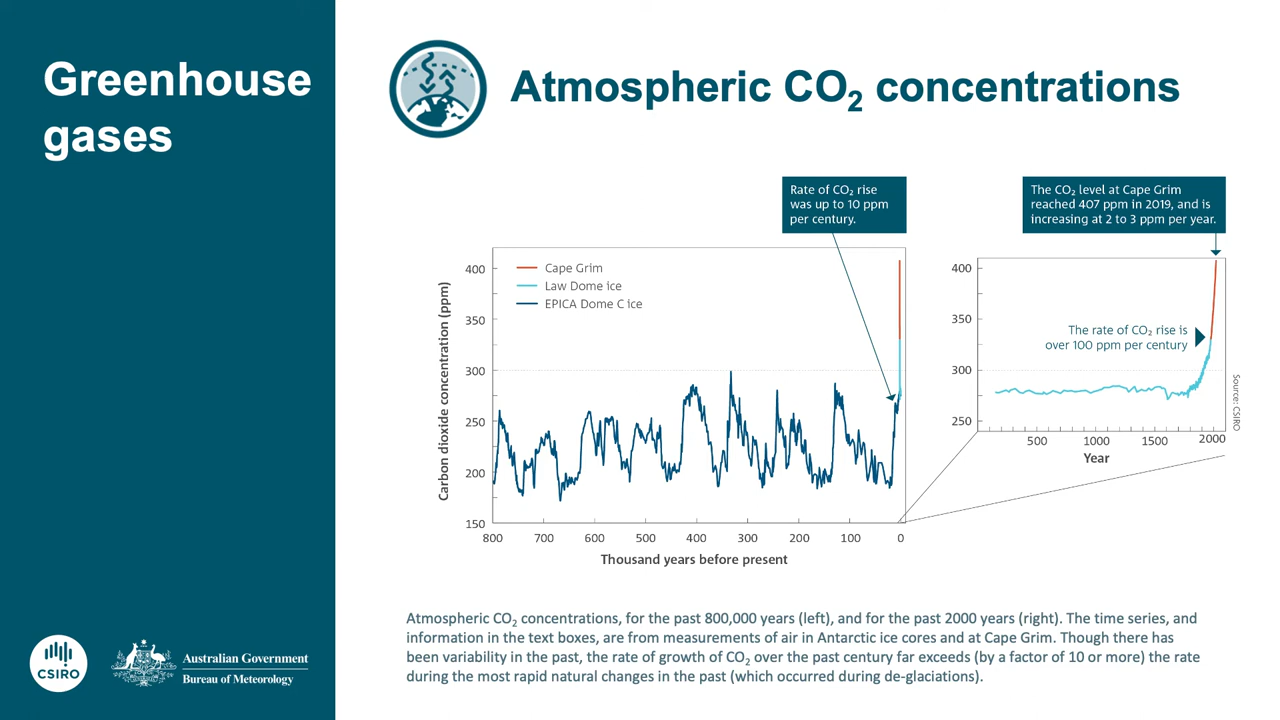 Greenhouse
gases
Atmospheric CO₂ concentrations
Rate of CO₂ rise
was up to 10 ppm
per century.
The CO₂ level at Cape Grim
reached 407 ppm in 2019, and is
increasing at 2 to 3 ppm per year.
Carbon dioxide concentration (ppm)
400
350
300
250
200
150
Cape Grim
Law Dome ice
EPICA Dome C ice
800 700 600 500 400 300 200 100 0
Thousand years before present
400
350
300
250
The rate of CO₂ rise is
over 100 ppm per century
500 1000 1500 2000
Year
Source: CSIRO
Atmospheric CO₂ concentrations, for the past 800,000 years (left), and for the past 2000 years (right). The time series, and
information in the text boxes, are from measurements of air in Antarctic ice cores and at Cape Grim. Though there has
been variability in the past, the rate of growth of CO₂ over the past century far exceeds (by a factor of 10 or more) the rate
during the most rapid natural changes in the past (which occurred during de-glaciations).
CSIRO
Australian Government
Bureau of Meteorology